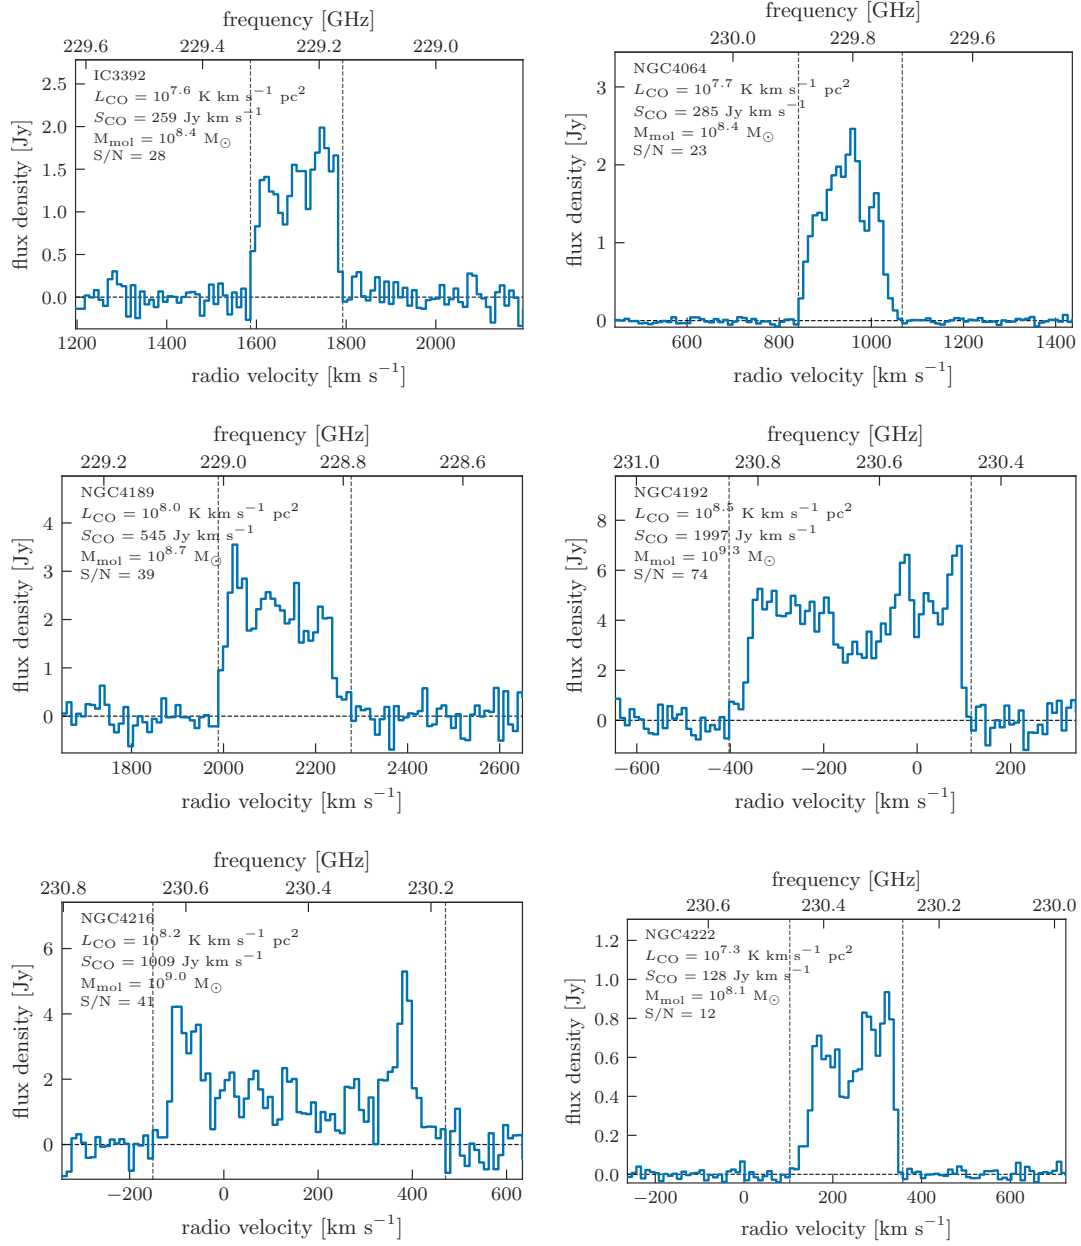 frequency [GHz]
229.6 229.4 229.2 229.0
IC3392
L_CO = 10^7.6 K km s^−1 pc^2
S_CO = 259 Jy km s^−1
M_mol = 10^8.4 M_⊙
S/N = 28
flux density [Jy]
2.5
2.0
1.5
1.0
0.5
0.0
1200 1400 1600 1800 2000
radio velocity [km s^−1]
frequency [GHz]
230.0 229.8 229.6
NGC4064
L_CO = 10^7.7 K km s^−1 pc^2
S_CO = 285 Jy km s^−1
M_mol = 10^8.4 M_⊙
S/N = 23
flux density [Jy]
3
2
1
0
600 800 1000 1200 1400
radio velocity [km s^−1]
frequency [GHz]
229.2 229.0 228.8 228.6
NGC4189
L_CO = 10^8.0 K km s^−1 pc^2
S_CO = 545 Jy km s^−1
M_mol = 10^8.7 M_⊙
S/N = 39
flux density [Jy]
4
3
2
1
0
1800 2000 2200 2400 2600
radio velocity [km s^−1]
frequency [GHz]
231.0 230.8 230.6 230.4
NGC4192
L_CO = 10^8.5 K km s^−1 pc^2
S_CO = 1997 Jy km s^−1
M_mol = 10^9.3 M_⊙
S/N = 74
flux density [Jy]
8
6
4
2
0
−600 −400 −200 0 200
radio velocity [km s^−1]
frequency [GHz]
230.8 230.6 230.4 230.2
NGC4216
L_CO = 10^8.2 K km s^−1 pc^2
S_CO = 1009 Jy km s^−1
M_mol = 10^9.0 M_⊙
S/N = 41
flux density [Jy]
6
4
2
0
−200 0 200 400 600
radio velocity [km s^−1]
frequency [GHz]
230.6 230.4 230.2 230.0
NGC4222
L_CO = 10^7.3 K km s^−1 pc^2
S_CO = 128 Jy km s^−1
M_mol = 10^8.1 M_⊙
S/N = 12
flux density [Jy]
1.2
1.0
0.8
0.6
0.4
0.2
0.0
−200 0 200 400 600
radio velocity [km s^−1]